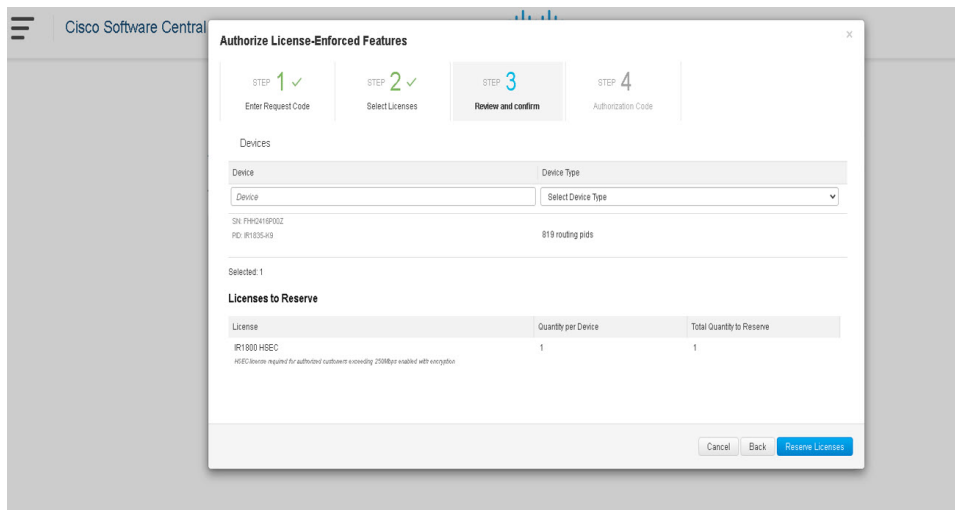 Cisco Software Central
Authorize License-Enforced Features
x
STEP 1 ✓
Enter Request Code
STEP 2 ✓
Select Licenses
STEP 3
Review and confirm
STEP 4
Authorization Code
Devices
Device Device Type
Device Select Device Type
SN: FHH2416P00Z
PID: IR1835-K9
819 routing pids
Selected: 1
Licenses to Reserve
License Quantity per Device Total Quantity to Reserve
IR1800 HSEC 1 1
HSEC license required for authorized customers exceeding 250Mbps enabled with encryption
Cancel Back Reserve Licenses